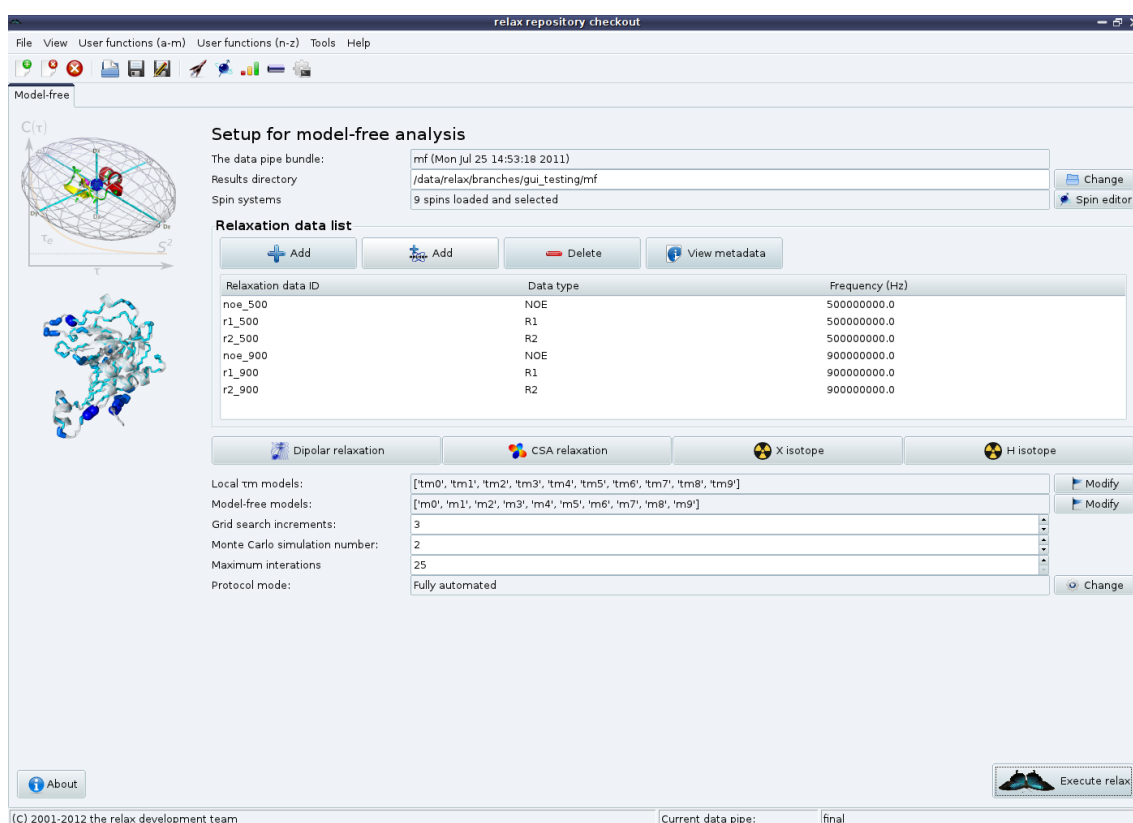 relax repository checkout
File View User functions (a-m) User functions (n-z) Tools Help
Model-free
C(τ)
Dx
Dy
Dz
τe
S²
τ
Setup for model-free analysis
The data pipe bundle: mf (Mon Jul 25 14:53:18 2011)
Results directory /data/relax/branches/gui_testing/mf Change
Spin systems 9 spins loaded and selected Spin editor
Relaxation data list
Add Add Delete View metadata
Relaxation data ID Data type Frequency (Hz)
noe_500 NOE 500000000.0
r1_500 R1 500000000.0
r2_500 R2 500000000.0
noe_900 NOE 900000000.0
r1_900 R1 900000000.0
r2_900 R2 900000000.0
Dipolar relaxation CSA relaxation X isotope H isotope
Local τm models: ['tm0', 'tm1', 'tm2', 'tm3', 'tm4', 'tm5', 'tm6', 'tm7', 'tm8', 'tm9'] Modify
Model-free models: ['m0', 'm1', 'm2', 'm3', 'm4', 'm5', 'm6', 'm7', 'm8', 'm9'] Modify
Grid search increments: 3
Monte Carlo simulation number: 2
Maximum interations 25
Protocol mode: Fully automated Change
About Execute relax
(C) 2001-2012 the relax development team Current data pipe: final